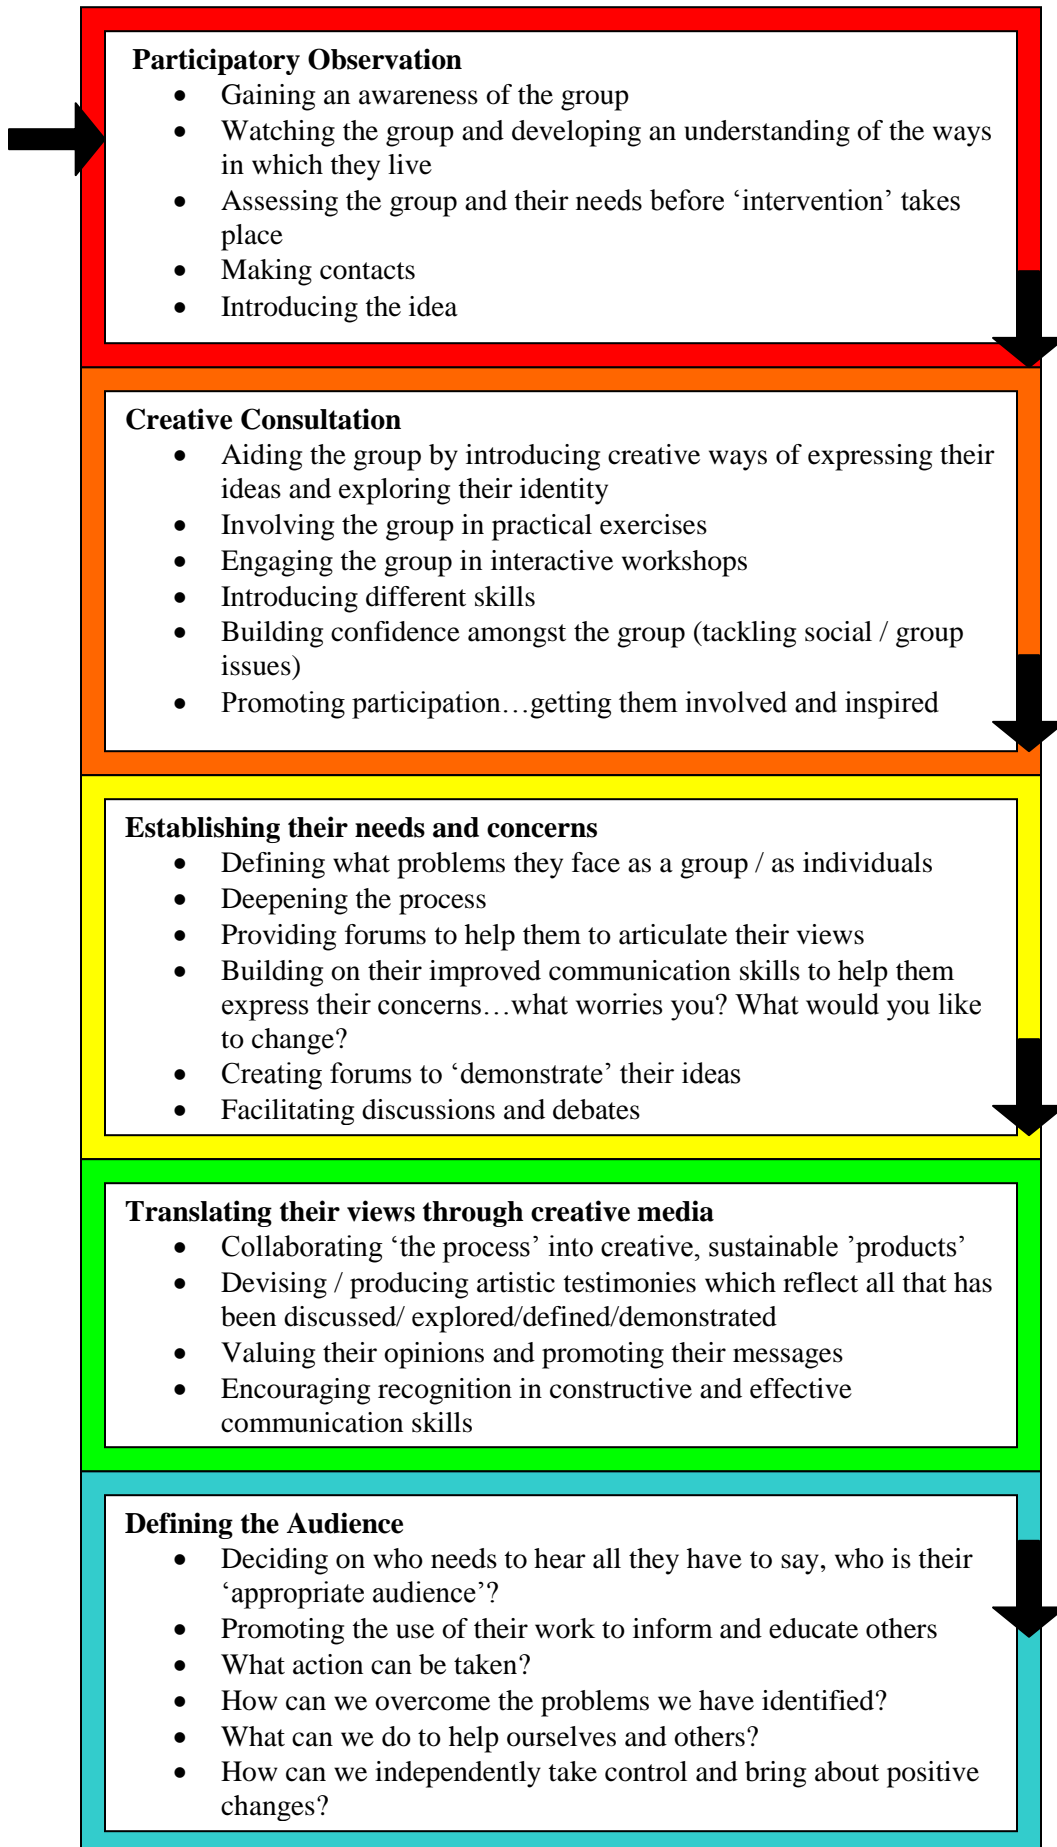 Participatory Observation
• Gaining an awareness of the group
• Watching the group and developing an understanding of the ways
in which they live
• Assessing the group and their needs before ‘intervention’ takes
place
• Making contacts
• Introducing the idea
Creative Consultation
• Aiding the group by introducing creative ways of expressing their
ideas and exploring their identity
• Involving the group in practical exercises
• Engaging the group in interactive workshops
• Introducing different skills
• Building confidence amongst the group (tackling social / group
issues)
• Promoting participation…getting them involved and inspired
Establishing their needs and concerns
• Defining what problems they face as a group / as individuals
• Deepening the process
• Providing forums to help them to articulate their views
• Building on their improved communication skills to help them
express their concerns…what worries you? What would you like
to change?
• Creating forums to ‘demonstrate’ their ideas
• Facilitating discussions and debates
Translating their views through creative media
• Collaborating ‘the process’ into creative, sustainable ’products’
• Devising / producing artistic testimonies which reflect all that has
been discussed/ explored/defined/demonstrated
• Valuing their opinions and promoting their messages
• Encouraging recognition in constructive and effective
communication skills
Defining the Audience
• Deciding on who needs to hear all they have to say, who is their
‘appropriate audience’?
• Promoting the use of their work to inform and educate others
• What action can be taken?
• How can we overcome the problems we have identified?
• What can we do to help ourselves and others?
• How can we independently take control and bring about positive
changes?